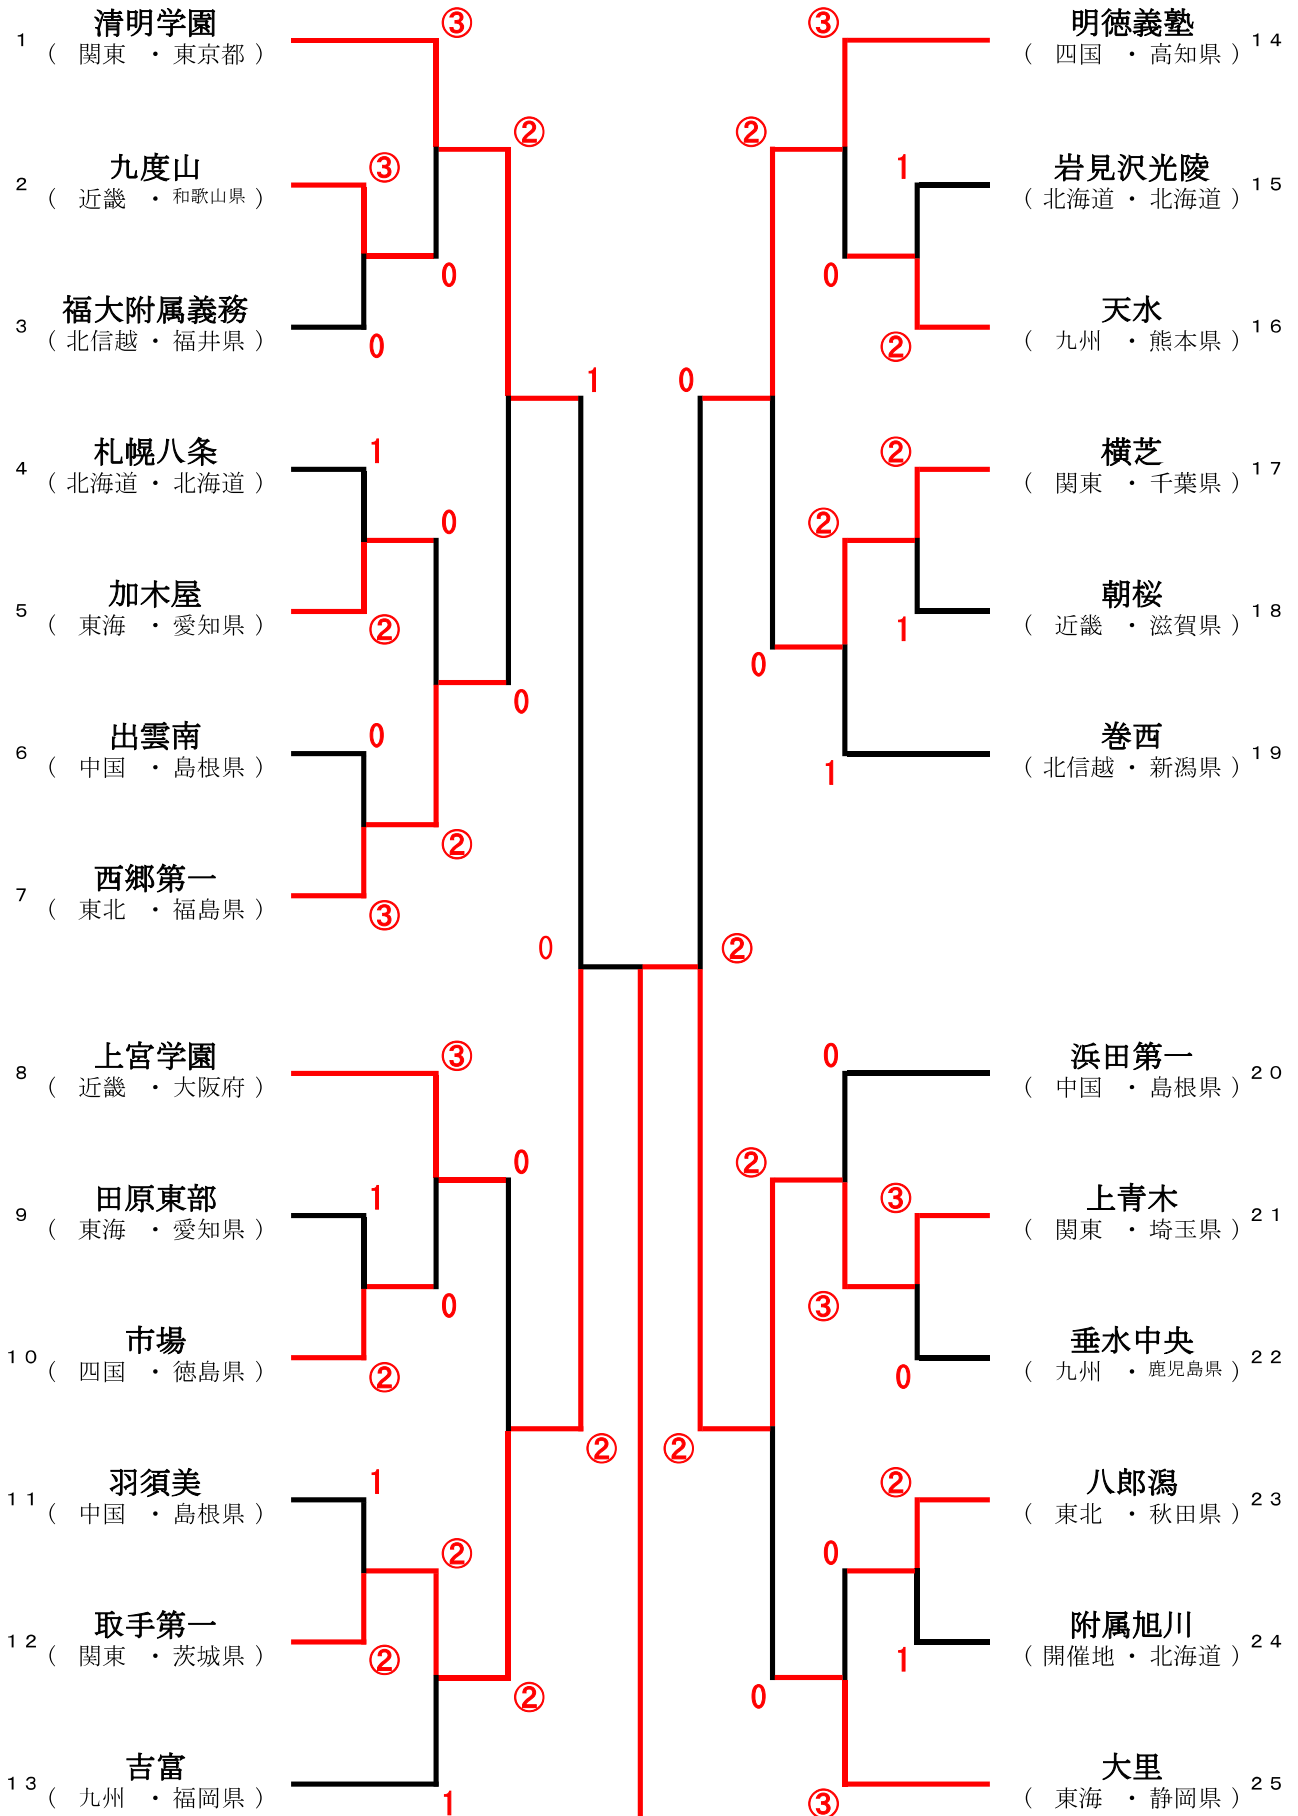 清明学園
1 ( 関東 ・ 東京都 )
③
九度山
2 ( 近畿 ・ 和歌山県 )
③
②
0
福大附属義務
3 ( 北信越 ・ 福井県 )
0
1
札幌八条
4 ( 北海道 ・ 北海道 )
1
0
加木屋
5 ( 東海 ・ 愛知県 )
②
0
出雲南
6 ( 中国 ・ 島根県 )
0
②
西郷第一
7 ( 東北 ・ 福島県 )
③
0
上宮学園
8 ( 近畿 ・ 大阪府 )
③
0
田原東部
9 ( 東海 ・ 愛知県 )
1
0
市場
10 ( 四国 ・ 徳島県 )
②
②
羽須美
11 ( 中国 ・ 島根県 )
1
②
取手第一
12 ( 関東 ・ 茨城県 )
②
②
吉富
13 ( 九州 ・ 福岡県 )
1
③
明徳義塾
( 四国 ・ 高知県 ) 14
②
1
岩見沢光陵
( 北海道 ・ 北海道 ) 15
0
天水
( 九州 ・ 熊本県 ) 16
②
0
②
横芝
( 関東 ・ 千葉県 ) 17
②
朝桜
( 近畿 ・ 滋賀県 ) 18
1
0
巻西
( 北信越 ・ 新潟県 ) 19
1
②
0
浜田第一
( 中国 ・ 島根県 ) 20
②
③
上青木
( 関東 ・ 埼玉県 ) 21
③
垂水中央
( 九州 ・ 鹿児島県 ) 22
0
②
②
八郎潟
( 東北 ・ 秋田県 ) 23
0
附属旭川
( 開催地 ・ 北海道 ) 24
1
0
大里
( 東海 ・ 静岡県 ) 25
③